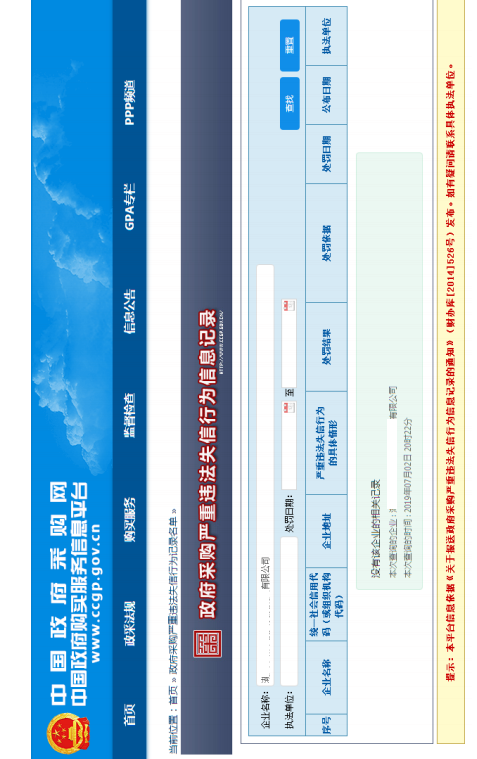 中国政府采购网
中国政府购买服务信息平台
www.ccgp.gov.cn
首页 政采法规 购买服务 监督检查 信息公告 GPA专栏 PPP频道
当前位置：首页 » 政府采购严重违法失信行为记录名单 »
政府采购严重违法失信行为信息记录
企业名称： 有限公司
执法单位： 处罚日期： 至 查找 重置
序号 企业名称 统一社会信用代码（或组织机构代码） 企业地址 严重违法失信行为的具体情形 处罚结果 处罚依据 处罚日期 公布日期 执法单位
没有该企业的相关记录
本次查询的企业： 有限公司
本次查询的时间：2019年07月02日 20时22分
提示：本平台信息依据《关于报送政府采购严重违法失信行为信息记录的通知》（财办库[2014]526号）发布。如有疑问请联系具体执法单位。